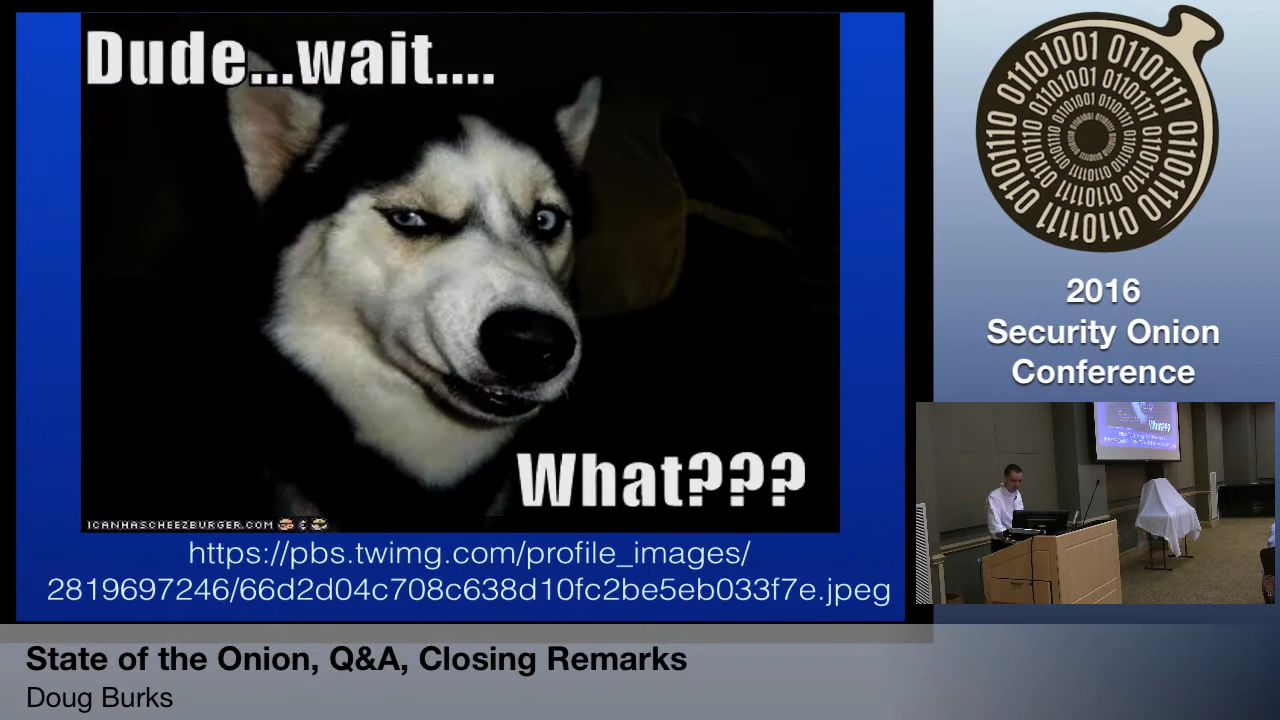 Dude...wait....
What???
ICANHASCHEEZBURGER.COM
https://pbs.twimg.com/profile_images/
2819697246/66d2d04c708c638d10fc2be5eb033f7e.jpeg
2016
Security Onion
Conference
State of the Onion, Q&A, Closing Remarks
Doug Burks